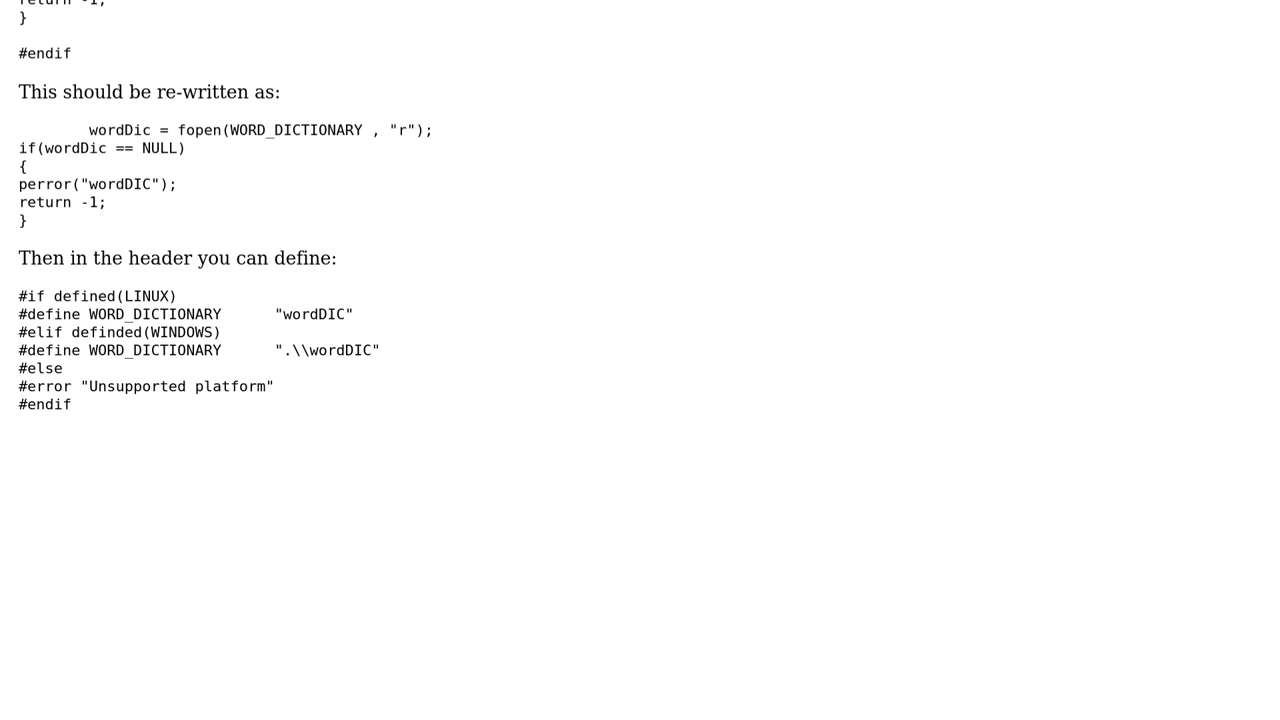 return -1;
}
#endif
This should be re-written as:
wordDic = fopen(WORD_DICTIONARY , "r");
if(wordDic == NULL)
{
perror("wordDIC");
return -1;
}
Then in the header you can define:
#if defined(LINUX)
#define WORD_DICTIONARY      "wordDIC"
#elif definded(WINDOWS)
#define WORD_DICTIONARY      ".\\wordDIC"
#else
#error "Unsupported platform"
#endif